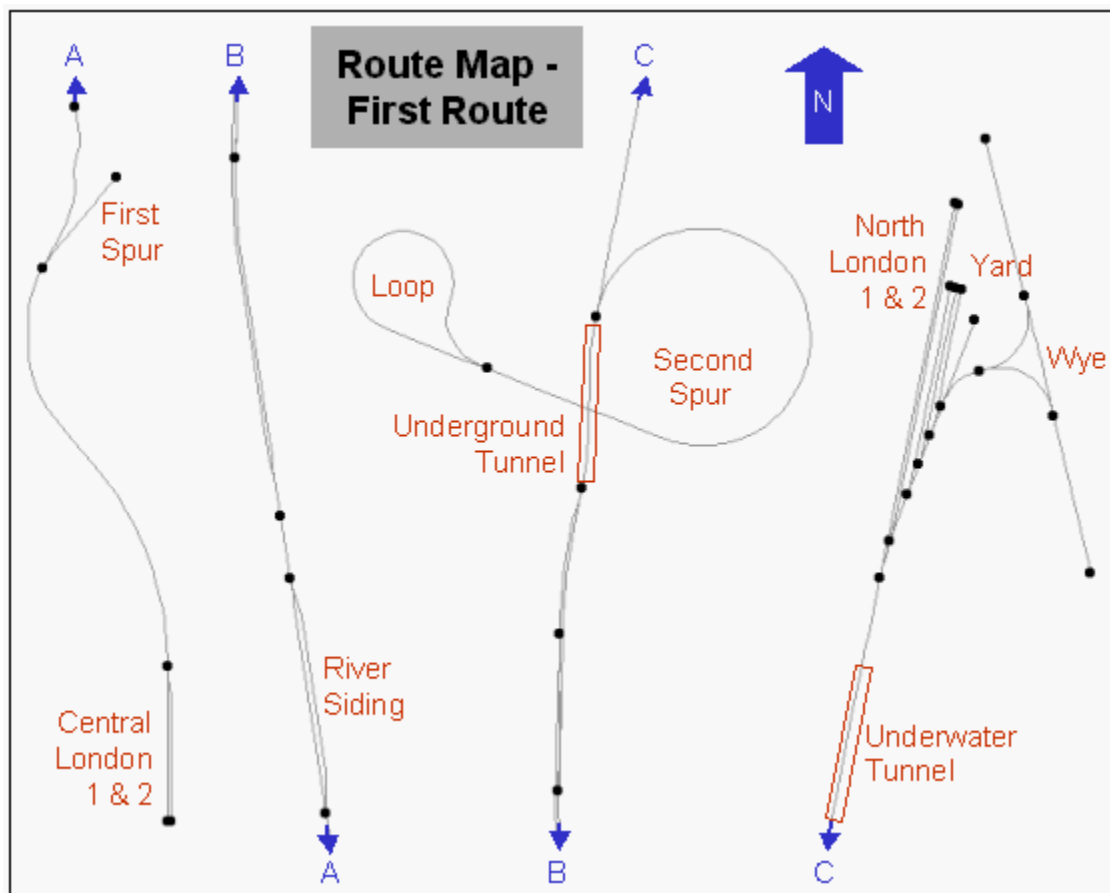 A
B
Route Map -
First Route
C
N
First
Spur
North
London
1 & 2
Yard
Loop
Second
Spur
Wye
Underground
Tunnel
River
Siding
Central
London
1 & 2
Underwater
Tunnel
A
B
C